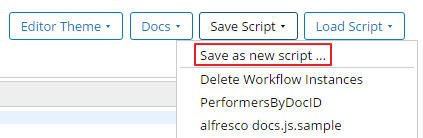 Editor Theme Docs Save Script Load Script
Save as new script ...
Delete Workflow Instances
PerformersByDocID
alfresco docs.js.sample